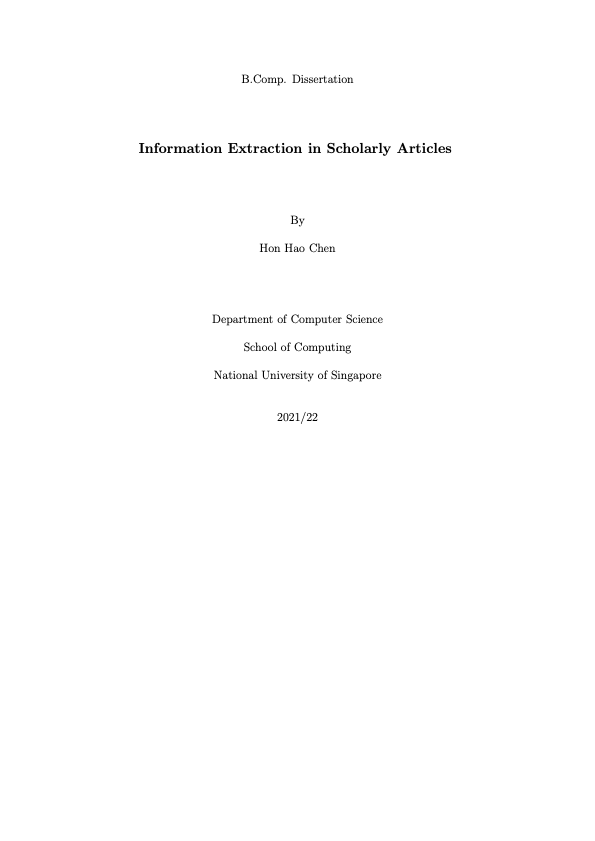 B.Comp. Dissertation
Information Extraction in Scholarly Articles
By
Hon Hao Chen
Department of Computer Science
School of Computing
National University of Singapore
2021/22